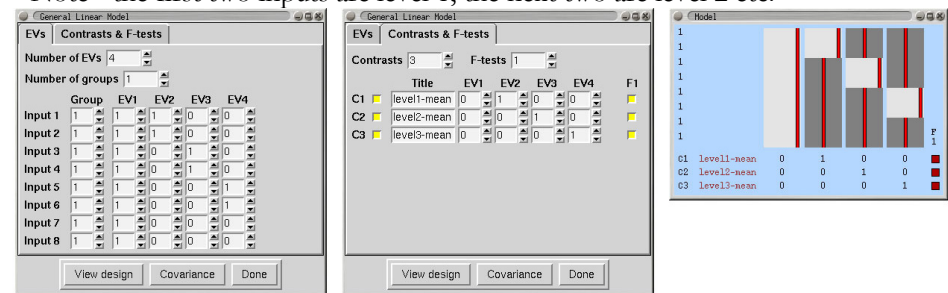 Note - the first two inputs are level 1, the next two are level 2 etc.
General Linear Model
EVs Contrasts & F-tests
Number of EVs 4
Number of groups 1
Group EV1 EV2 EV3 EV4
Input 1 1 1 1 0 0
Input 2 1 1 1 0 0
Input 3 1 1 0 1 0
Input 4 1 1 0 1 0
Input 5 1 1 0 0 1
Input 6 1 1 0 0 1
Input 7 1 1 0 0 0
Input 8 1 1 0 0 0
View design Covariance Done
General Linear Model
EVs Contrasts & F-tests
Contrasts 3 F-tests 1
Title EV1 EV2 EV3 EV4 F1
C1 level1-mean 0 1 0 0
C2 level2-mean 0 0 1 0
C3 level3-mean 0 0 0 1
View design Covariance Done
Model
1
1
1
1
1
1
1
1
F
1
C1 level1-mean 0 1 0 0
C2 level2-mean 0 0 1 0
C3 level3-mean 0 0 0 1